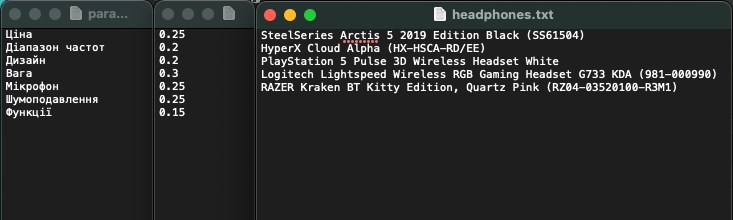 para...
headphones.txt
Ціна
Діапазон частот
Дизайн
Вага
Мікрофон
Шумоподавлення
Функції
0.25
0.2
0.2
0.3
0.25
0.25
0.15
SteelSeries Arctis 5 2019 Edition Black (SS61504)
HyperX Cloud Alpha (HX-HSCA-RD/EE)
PlayStation 5 Pulse 3D Wireless Headset White
Logitech Lightspeed Wireless RGB Gaming Headset G733 KDA (981-000990)
RAZER Kraken BT Kitty Edition, Quartz Pink (RZ04-03520100-R3M1)